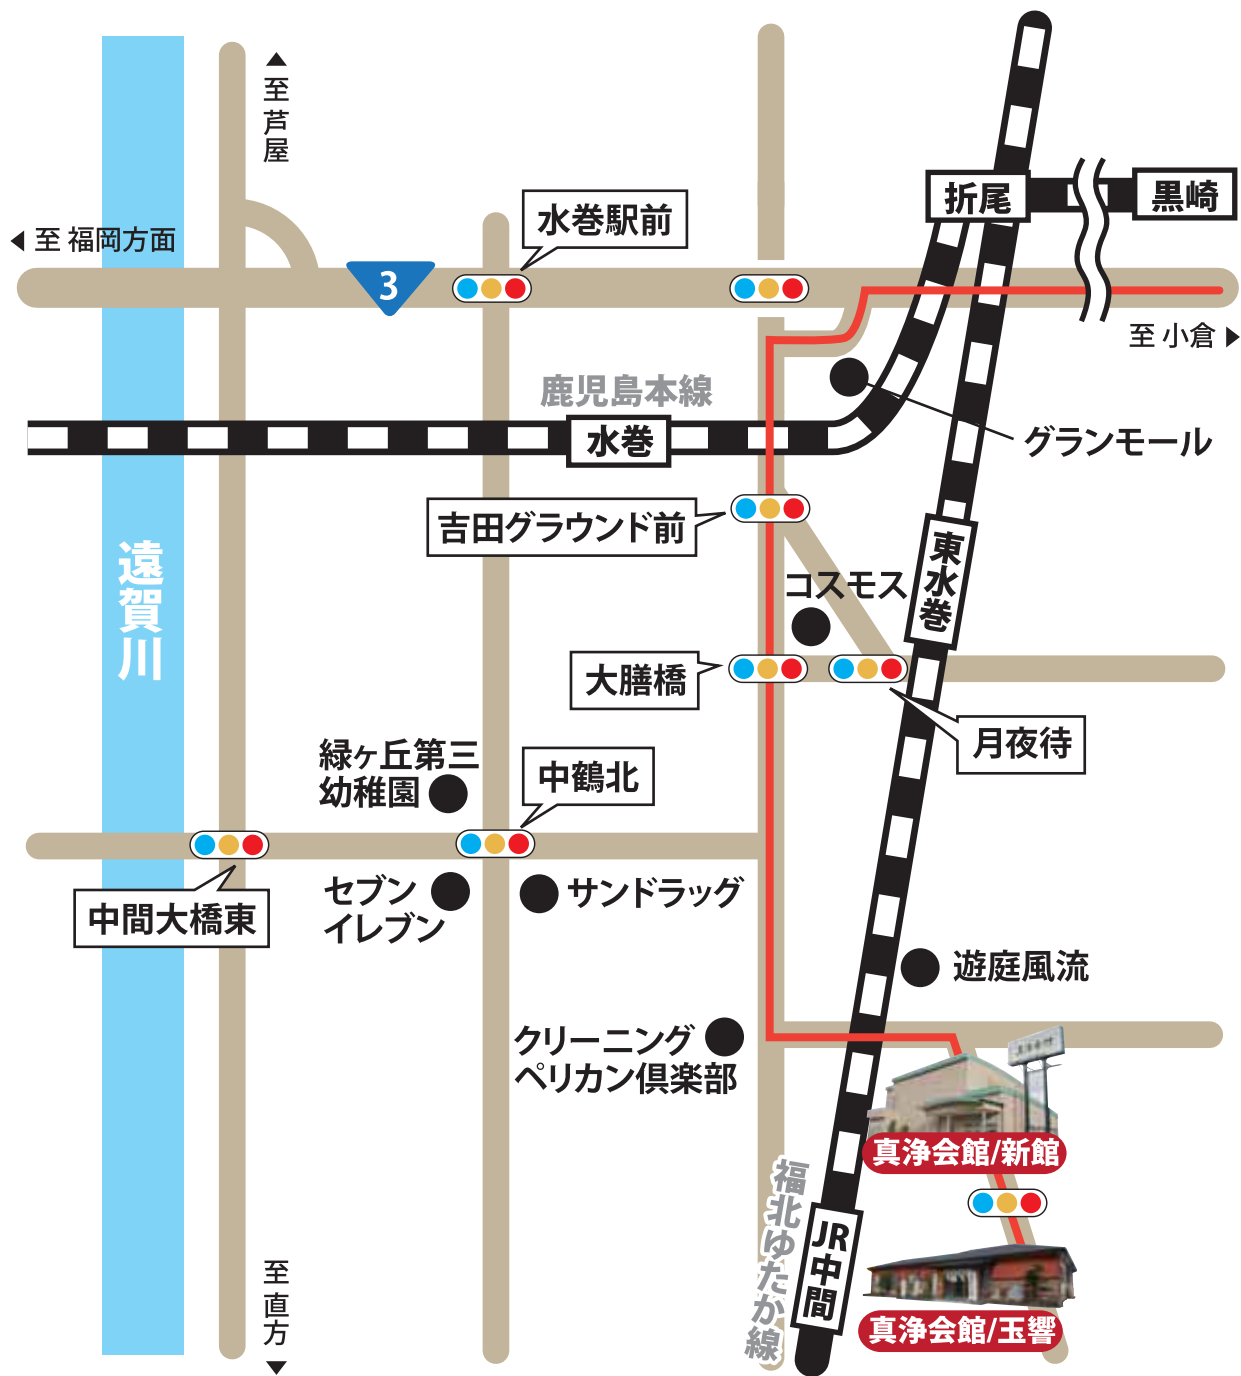 至 芦屋
至 福岡方面
3
水巻駅前
折尾
黒崎
至 小倉
鹿児島本線
水巻
グランモール
吉田グラウンド前
遠賀川
コスモス
東水巻
大膳橋
月夜待
緑ヶ丘第三
幼稚園
中鶴北
セブン
イレブン
サンドラッグ
中間大橋東
遊庭風流
クリーニング
ペリカン倶楽部
真浄会館/新館
福北ゆたか線
JR中間
至 直方
真浄会館/玉響